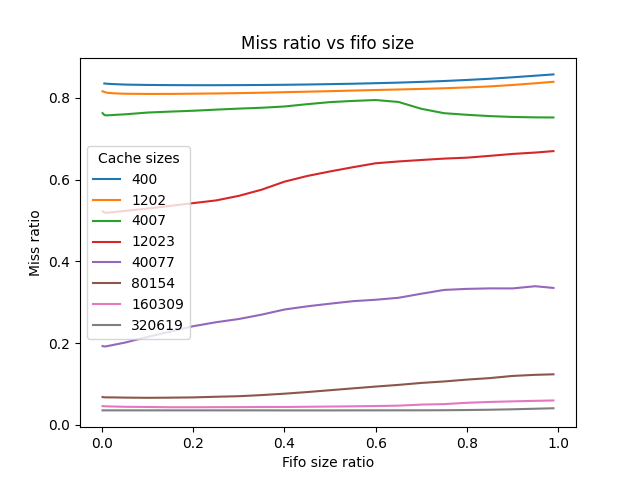 Miss ratio vs fifo size
Miss ratio
0.8
0.6
0.4
0.2
0.0
Cache sizes
400
1202
4007
12023
40077
80154
160309
320619
0.0 0.2 0.4 0.6 0.8 1.0
Fifo size ratio